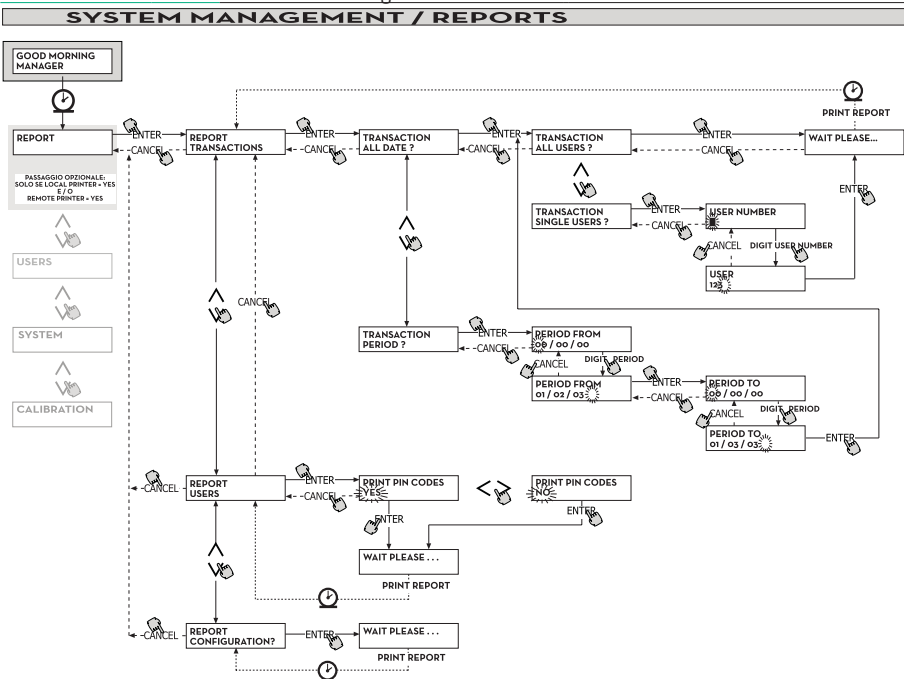 SYSTEM MANAGEMENT / REPORTS
GOOD MORNING
MANAGER
PRINT REPORT
REPORT
ENTER
CANCEL
REPORT
TRANSACTIONS
ENTER
CANCEL
TRANSACTION
ALL DATE ?
ENTER
CANCEL
TRANSACTION
ALL USERS ?
ENTER
CANCEL
WAIT PLEASE...
PASSAGGIO OPZIONALE:
SOLO SE LOCAL PRINTER = YES
E / O
REMOTE PRINTER = YES
ENTER
TRANSACTION
SINGLE USERS ?
ENTER
CANCEL
USER NUMBER
CANCEL
DIGIT USER NUMBER
USER
123
USERS
CANCEL
SYSTEM
TRANSACTION
PERIOD ?
ENTER
CANCEL
PERIOD FROM
00 / 00 / 00
CANCEL
DIGIT PERIOD
PERIOD FROM
01 / 02 / 03
ENTER
CANCEL
PERIOD TO
00 / 00 / 00
CANCEL
DIGIT PERIOD
PERIOD TO
01 / 03 / 03
ENTER
CALIBRATION
CANCEL
REPORT
USERS
ENTER
CANCEL
PRINT PIN CODES
YES
< >
PRINT PIN CODES
NO
ENTER
ENTER
WAIT PLEASE . . .
PRINT REPORT
CANCEL
REPORT
CONFIGURATION?
ENTER
WAIT PLEASE . . .
PRINT REPORT